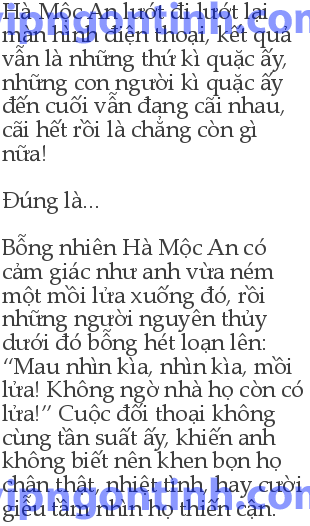 Hà Mộc An lướt đi lướt lại
màn hình điện thoại, kết quả
vẫn là những thứ kì quặc ấy,
những con người kì quặc ấy
đến cuối vẫn đang cãi nhau,
cãi hết rồi là chẳng còn gì
nữa!
Đúng là...
Bỗng nhiên Hà Mộc An có
cảm giác như anh vừa ném
một mồi lửa xuống đó, rồi
những người nguyên thủy
dưới đó bỗng hét loạn lên:
“Mau nhìn kìa, nhìn kìa, mồi
lửa! Không ngờ nhà họ còn có
lửa!” Cuộc đối thoại không
cùng tần suất ấy, khiến anh
không biết nên khen bọn họ
chân thật, nhiệt tình, hay cười
giễu tầm nhìn họ thiển cận.